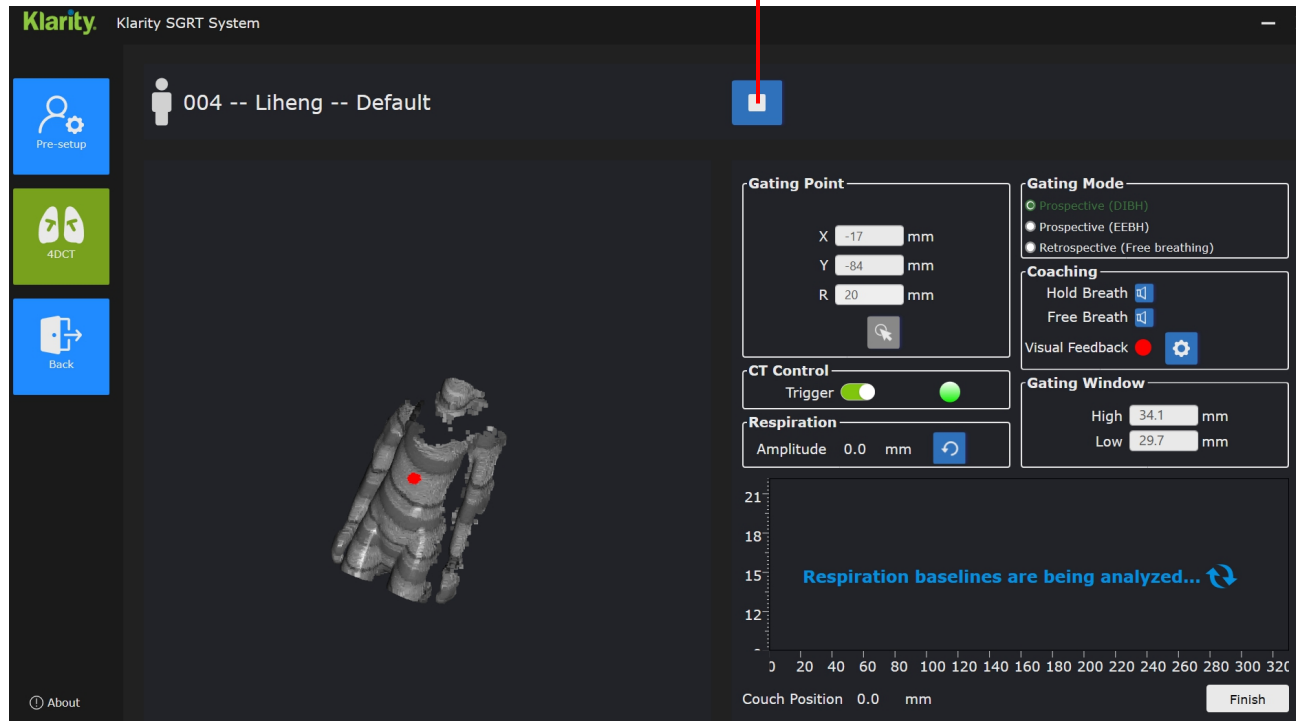 Klarity. Klarity SGRT System
004 -- Liheng -- Default
Pre-setup
4DCT
Back
About
Gating Point
X -17 mm
Y -84 mm
R 20 mm
CT Control
Trigger
Respiration
Amplitude 0.0 mm
Gating Mode
Prospective (DIBH)
Prospective (EEBH)
Retrospective (Free breathing)
Coaching
Hold Breath
Free Breath
Visual Feedback
Gating Window
High 34.1 mm
Low 29.7 mm
21
18
15
Respiration baselines are being analyzed...
12
20 40 60 80 100 120 140 160 180 200 220 240 260 280 300
Couch Position 0.0 mm
Finish